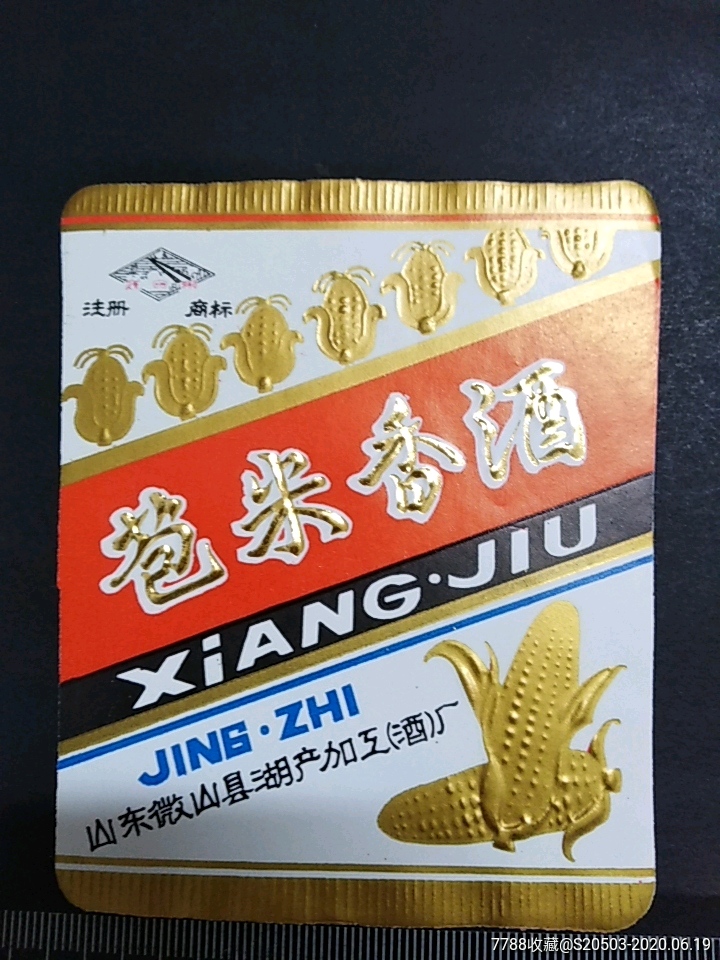 注册 商标
苞米香酒
XiANG·JIU
JING·ZHI
山东微山县湖产加工(酒)厂
7788收藏@S20503-2020.06.19